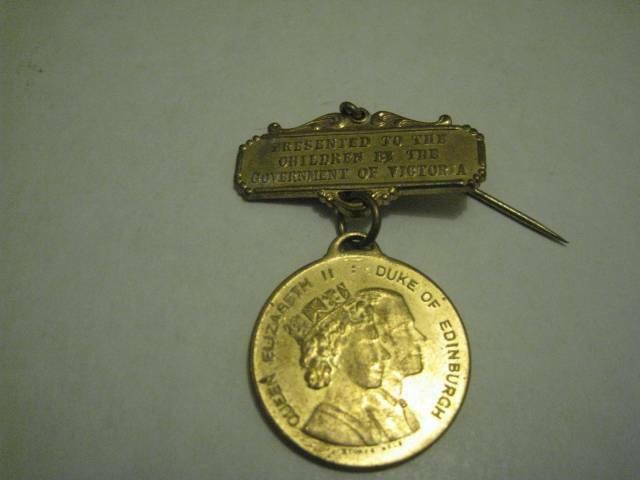 PRESENTED TO THE
CHILDREN BY THE
GOVERNMENT OF VICTORIA
QUEEN ELIZABETH II : DUKE OF EDINBURGH